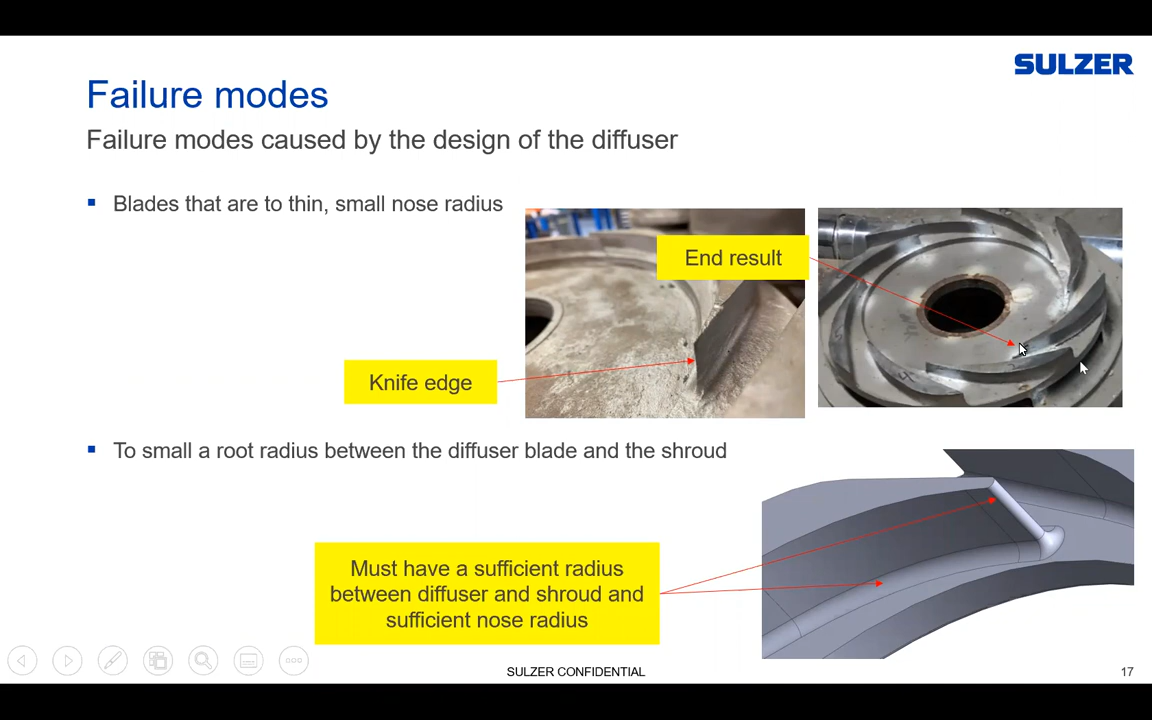 SULZER
Failure modes
Failure modes caused by the design of the diffuser
Blades that are to thin, small nose radius
End result
Knife edge
To small a root radius between the diffuser blade and the shroud
Must have a sufficient radius
between diffuser and shroud and
sufficient nose radius
SULZER CONFIDENTIAL
17